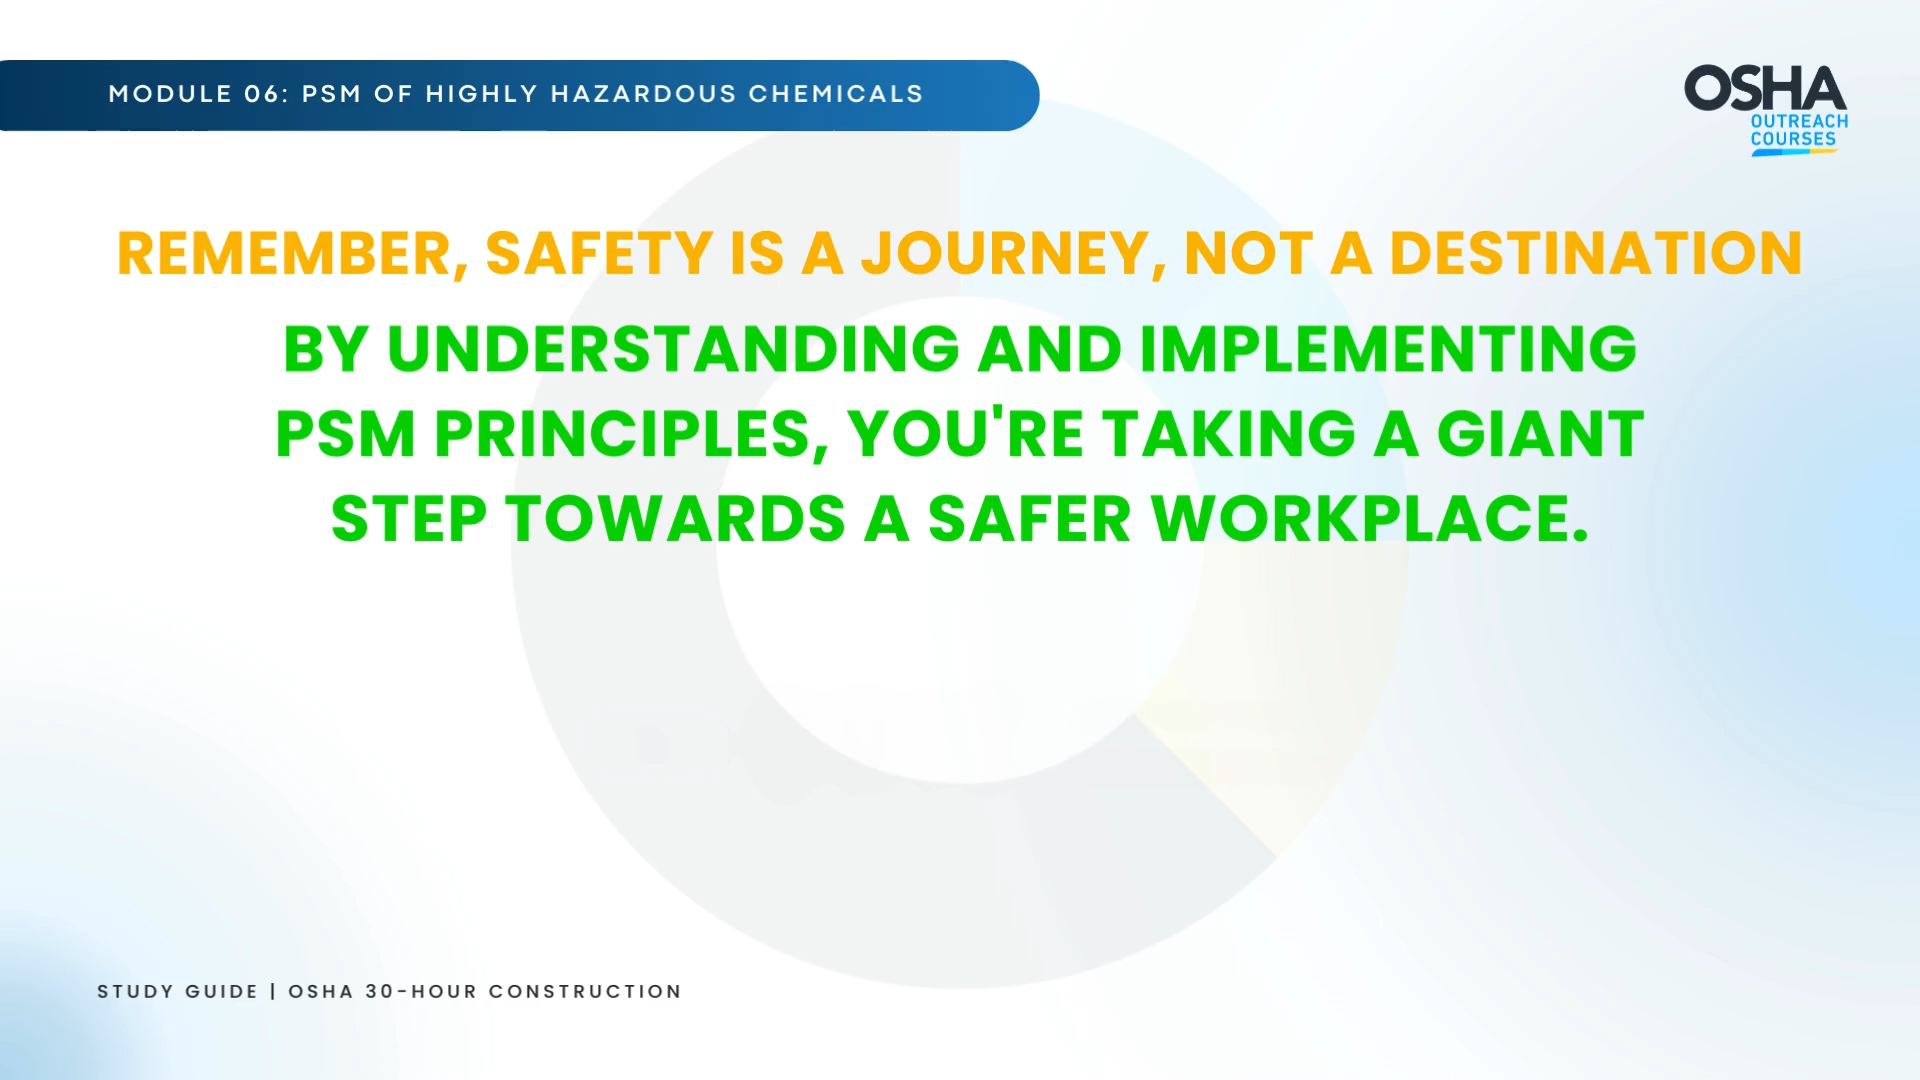 MODULE 06: PSM OF HIGHLY HAZARDOUS CHEMICALS
OSHA
OUTREACH
COURSES
REMEMBER, SAFETY IS A JOURNEY, NOT A DESTINATION
BY UNDERSTANDING AND IMPLEMENTING
PSM PRINCIPLES, YOU'RE TAKING A GIANT
STEP TOWARDS A SAFER WORKPLACE.
STUDY GUIDE | OSHA 30-HOUR CONSTRUCTION